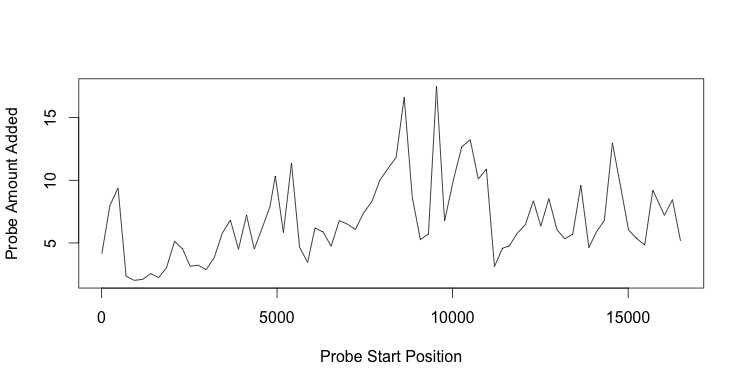 Probe Amount Added
15
10
5
0 5000 10000 15000
Probe Start Position